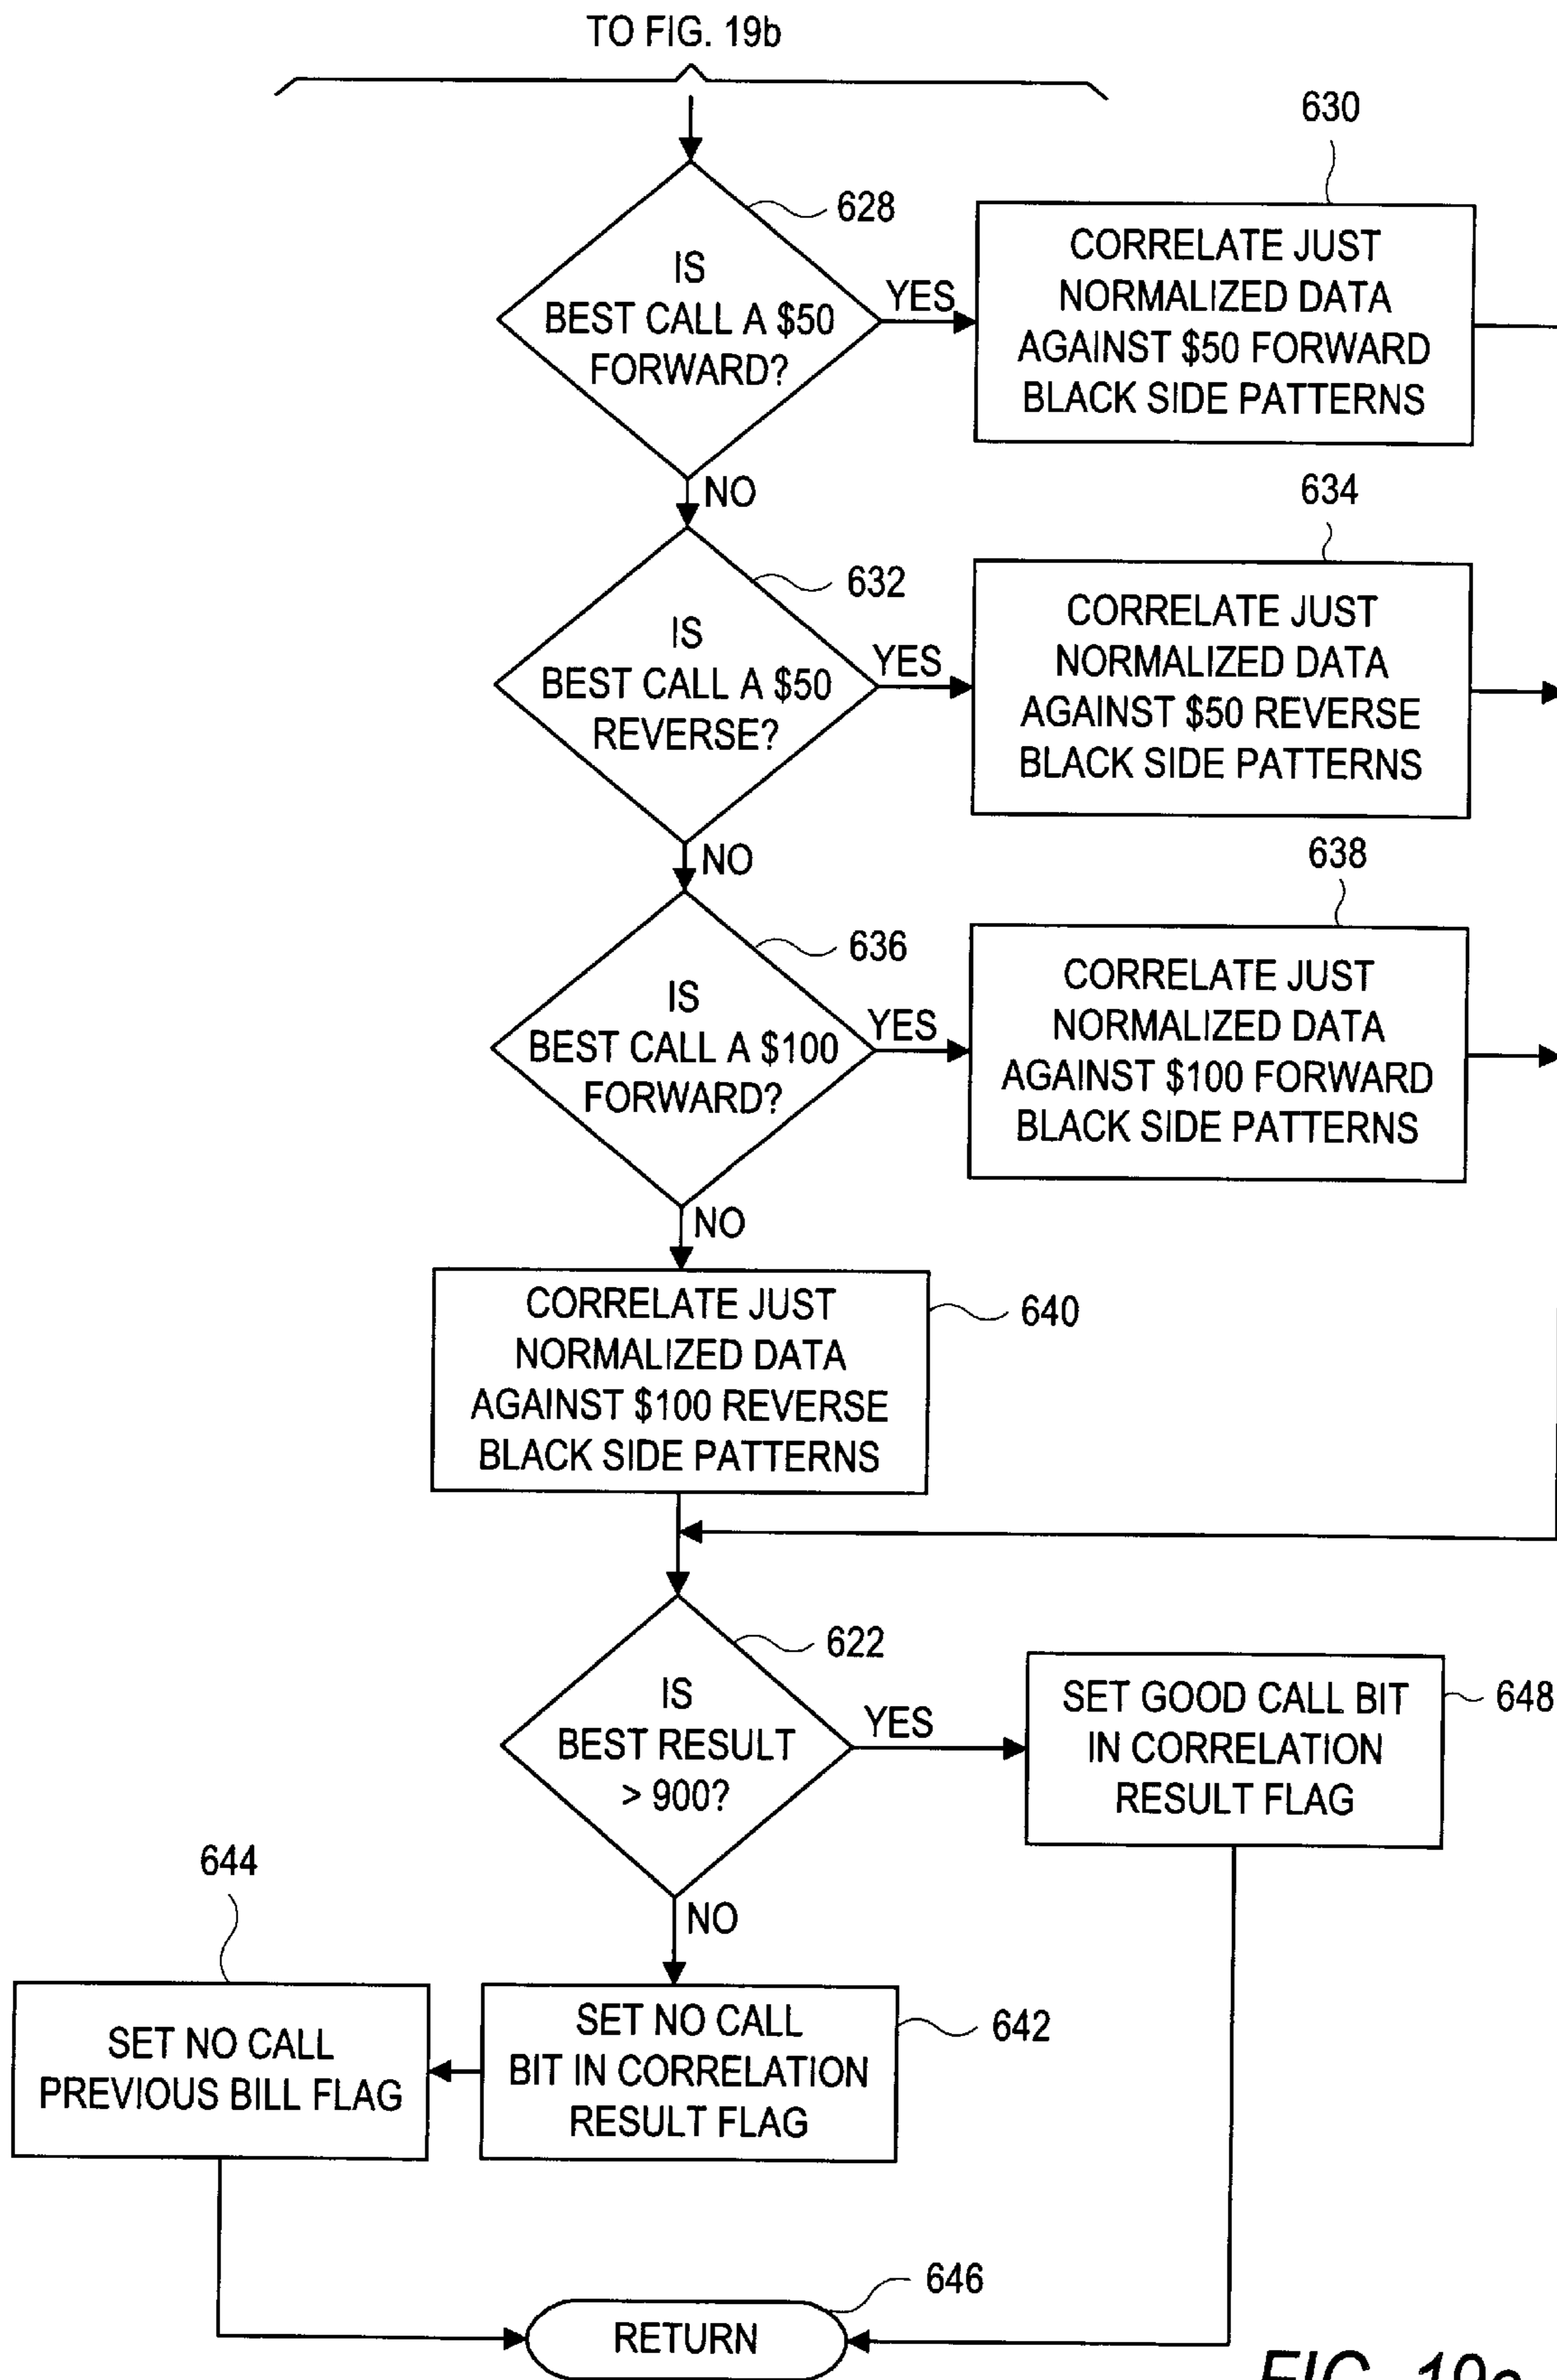 TO FIG. 19b
630
628
IS
BEST CALL A $50
FORWARD?
YES
CORRELATE JUST
NORMALIZED DATA
AGAINST $50 FORWARD
BLACK SIDE PATTERNS
NO
634
632
IS
BEST CALL A $50
REVERSE?
YES
CORRELATE JUST
NORMALIZED DATA
AGAINST $50 REVERSE
BLACK SIDE PATTERNS
NO
638
636
IS
BEST CALL A $100
FORWARD?
YES
CORRELATE JUST
NORMALIZED DATA
AGAINST $100 FORWARD
BLACK SIDE PATTERNS
NO
CORRELATE JUST
NORMALIZED DATA
AGAINST $100 REVERSE
BLACK SIDE PATTERNS
640
622
IS
BEST RESULT
> 900?
YES
SET GOOD CALL BIT
IN CORRELATION
RESULT FLAG
648
NO
644
SET NO CALL
PREVIOUS BILL FLAG
SET NO CALL
BIT IN CORRELATION
RESULT FLAG
642
646
RETURN
FIG.